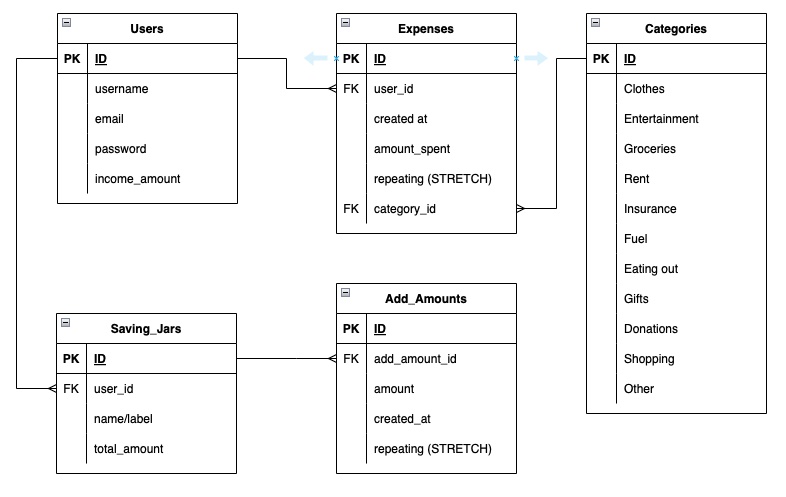 Users
PK ID
username
email
password
income_amount
Expenses
PK ID
FK user_id
created at
amount_spent
repeating (STRETCH)
FK category_id
Categories
PK ID
Clothes
Entertainment
Groceries
Rent
Insurance
Fuel
Eating out
Gifts
Donations
Shopping
Other
Saving_Jars
PK ID
FK user_id
name/label
total_amount
Add_Amounts
PK ID
FK add_amount_id
amount
created_at
repeating (STRETCH)